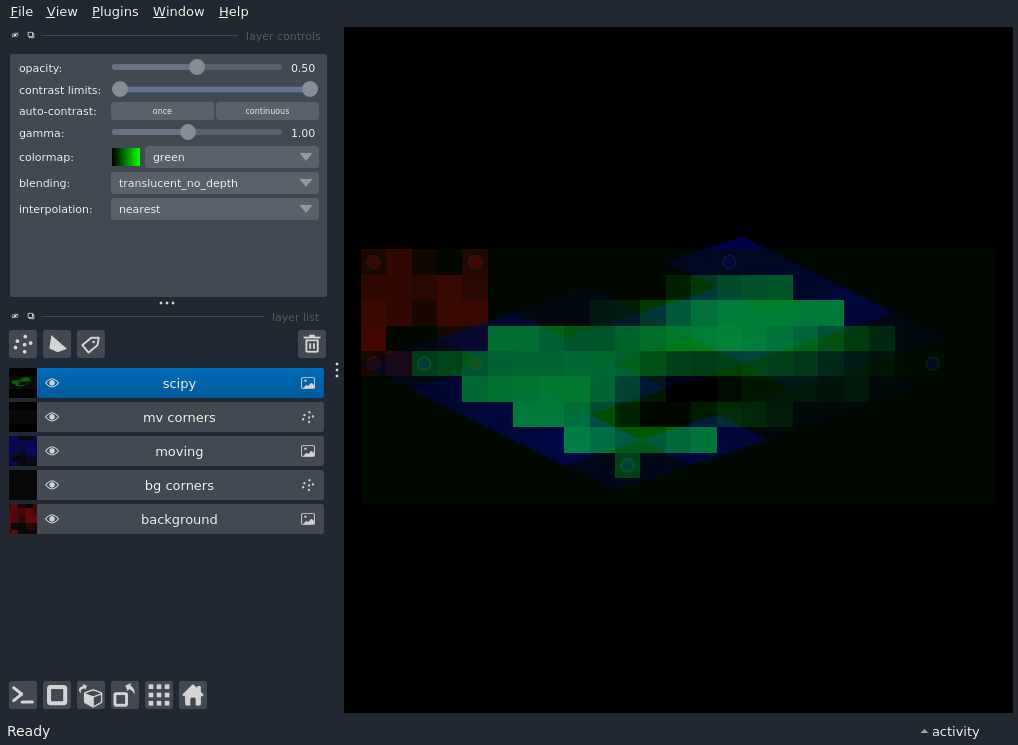 File View Plugins Window Help
layer controls
opacity: 0.50
contrast limits:
auto-contrast: once continuous
gamma: 1.00
colormap: green
blending: translucent_no_depth
interpolation: nearest
layer list
scipy
mv corners
moving
bg corners
background
Ready activity